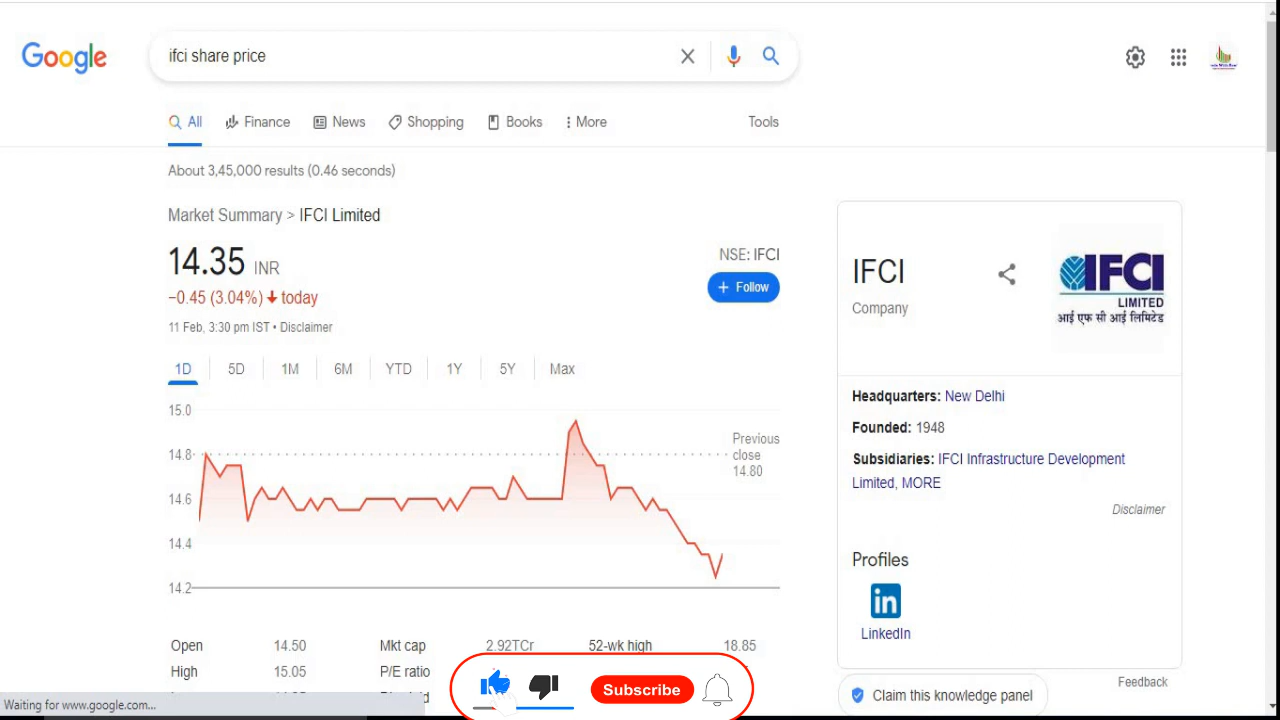 Google
ifci share price
All Finance News Shopping Books More Tools
About 3,45,000 results (0.46 seconds)
Market Summary > IFCI Limited
14.35 INR
NSE: IFCI
−0.45 (3.04%) today
+ Follow
11 Feb, 3:30 pm IST • Disclaimer
1D 5D 1M 6M YTD 1Y 5Y Max
15.0
14.8
14.6
14.4
14.2
Previous
close
14.80
Open 14.50 Mkt cap 2.92TCr 52-wk high 18.85
High 15.05 P/E ratio
IFCI
Company
IFCI
LIMITED
आई एफ सी आई लिमिटेड
Headquarters: New Delhi
Founded: 1948
Subsidiaries: IFCI Infrastructure Development
Limited, MORE
Disclaimer
Profiles
in
LinkedIn
Feedback
Claim this knowledge panel
Subscribe
Waiting for www.google.com...